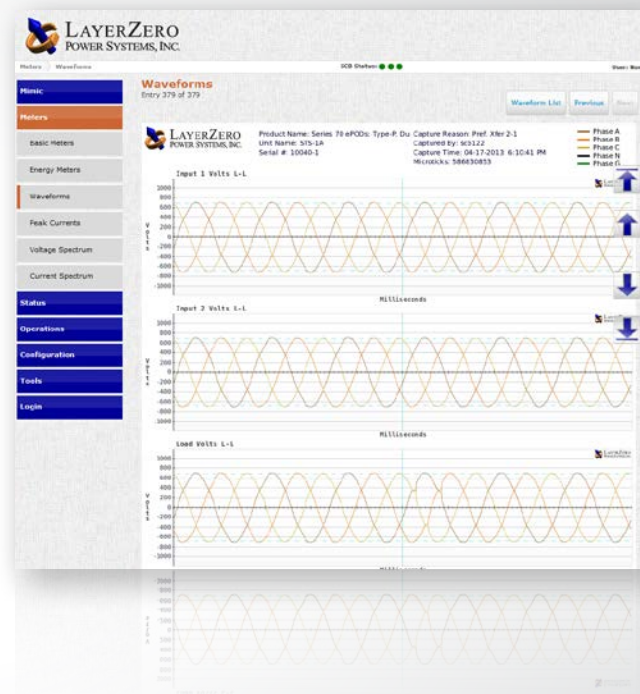 LAYERZERO
POWER SYSTEMS, INC.
Meters Waveforms
SCB Status:
Mimic
Meters
Basic Meters
Energy Meters
Waveforms
Peak Currents
Voltage Spectrum
Current Spectrum
Status
Operations
Configuration
Tools
Login
Waveforms
Entry 379 of 379
Waveform List Previous Next
LAYERZERO
POWER SYSTEMS, INC.
Product Name: Series 70 ePODs: Type-P, Du
Unit Name: STS-1A
Serial #: 10040-1
Capture Reason: Pref. Xfer 2-1
Captured By: scb122
Capture Time: 04-17-2013 6:10:41 PM
Microticks: 586630853
Phase A
Phase B
Phase C
Phase N
Phase G
Input 1 Volts L-L
1000
800
600
400
200
0
-200
-400
-600
-800
-1000
Volts
Milliseconds
Input 2 Volts L-L
1000
800
600
400
200
0
-200
-400
-600
-800
-1000
Volts
Milliseconds
Load Volts L-L
1000
800
600
400
200
0
-200
-400
-600
-800
-1000
Volts